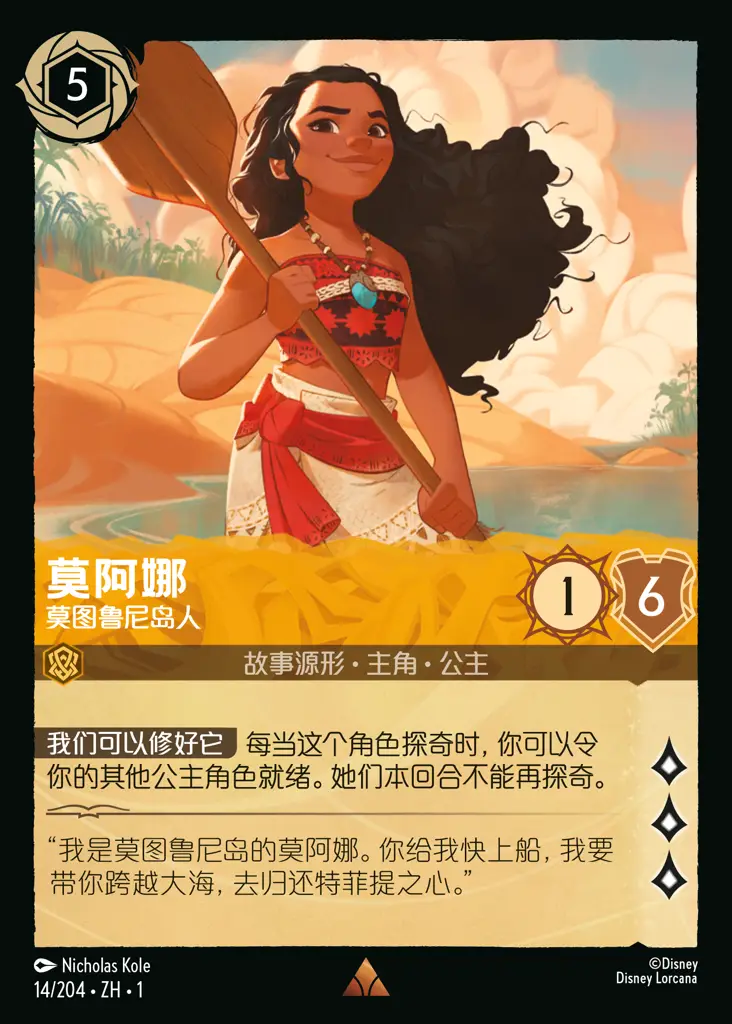 5
莫阿娜
莫图鲁尼岛人
1
6
故事源形·主角·公主
我们可以修好它 每当这个角色探奇时，你可以令
你的其他公主角色就绪。她们本回合不能再探奇。
“我是莫图鲁尼岛的莫阿娜。你给我快上船，我要
带你跨越大海，去归还特菲提之心。”
Nicholas Kole
14/204·ZH·1
©Disney
Disney Lorcana